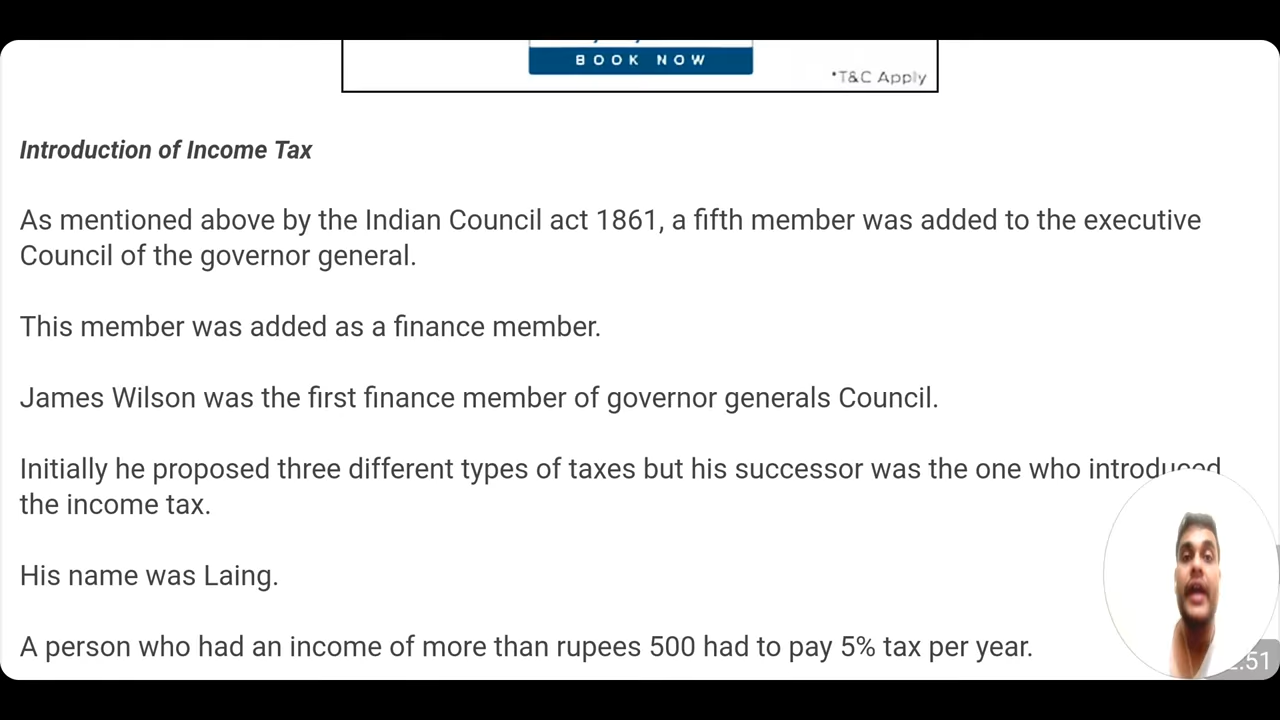 BOOK NOW
*T&C Apply
Introduction of Income Tax
As mentioned above by the Indian Council act 1861, a fifth member was added to the executive
Council of the governor general.
This member was added as a finance member.
James Wilson was the first finance member of governor generals Council.
Initially he proposed three different types of taxes but his successor was the one who introduced
the income tax.
His name was Laing.
A person who had an income of more than rupees 500 had to pay 5% tax per year.
:51